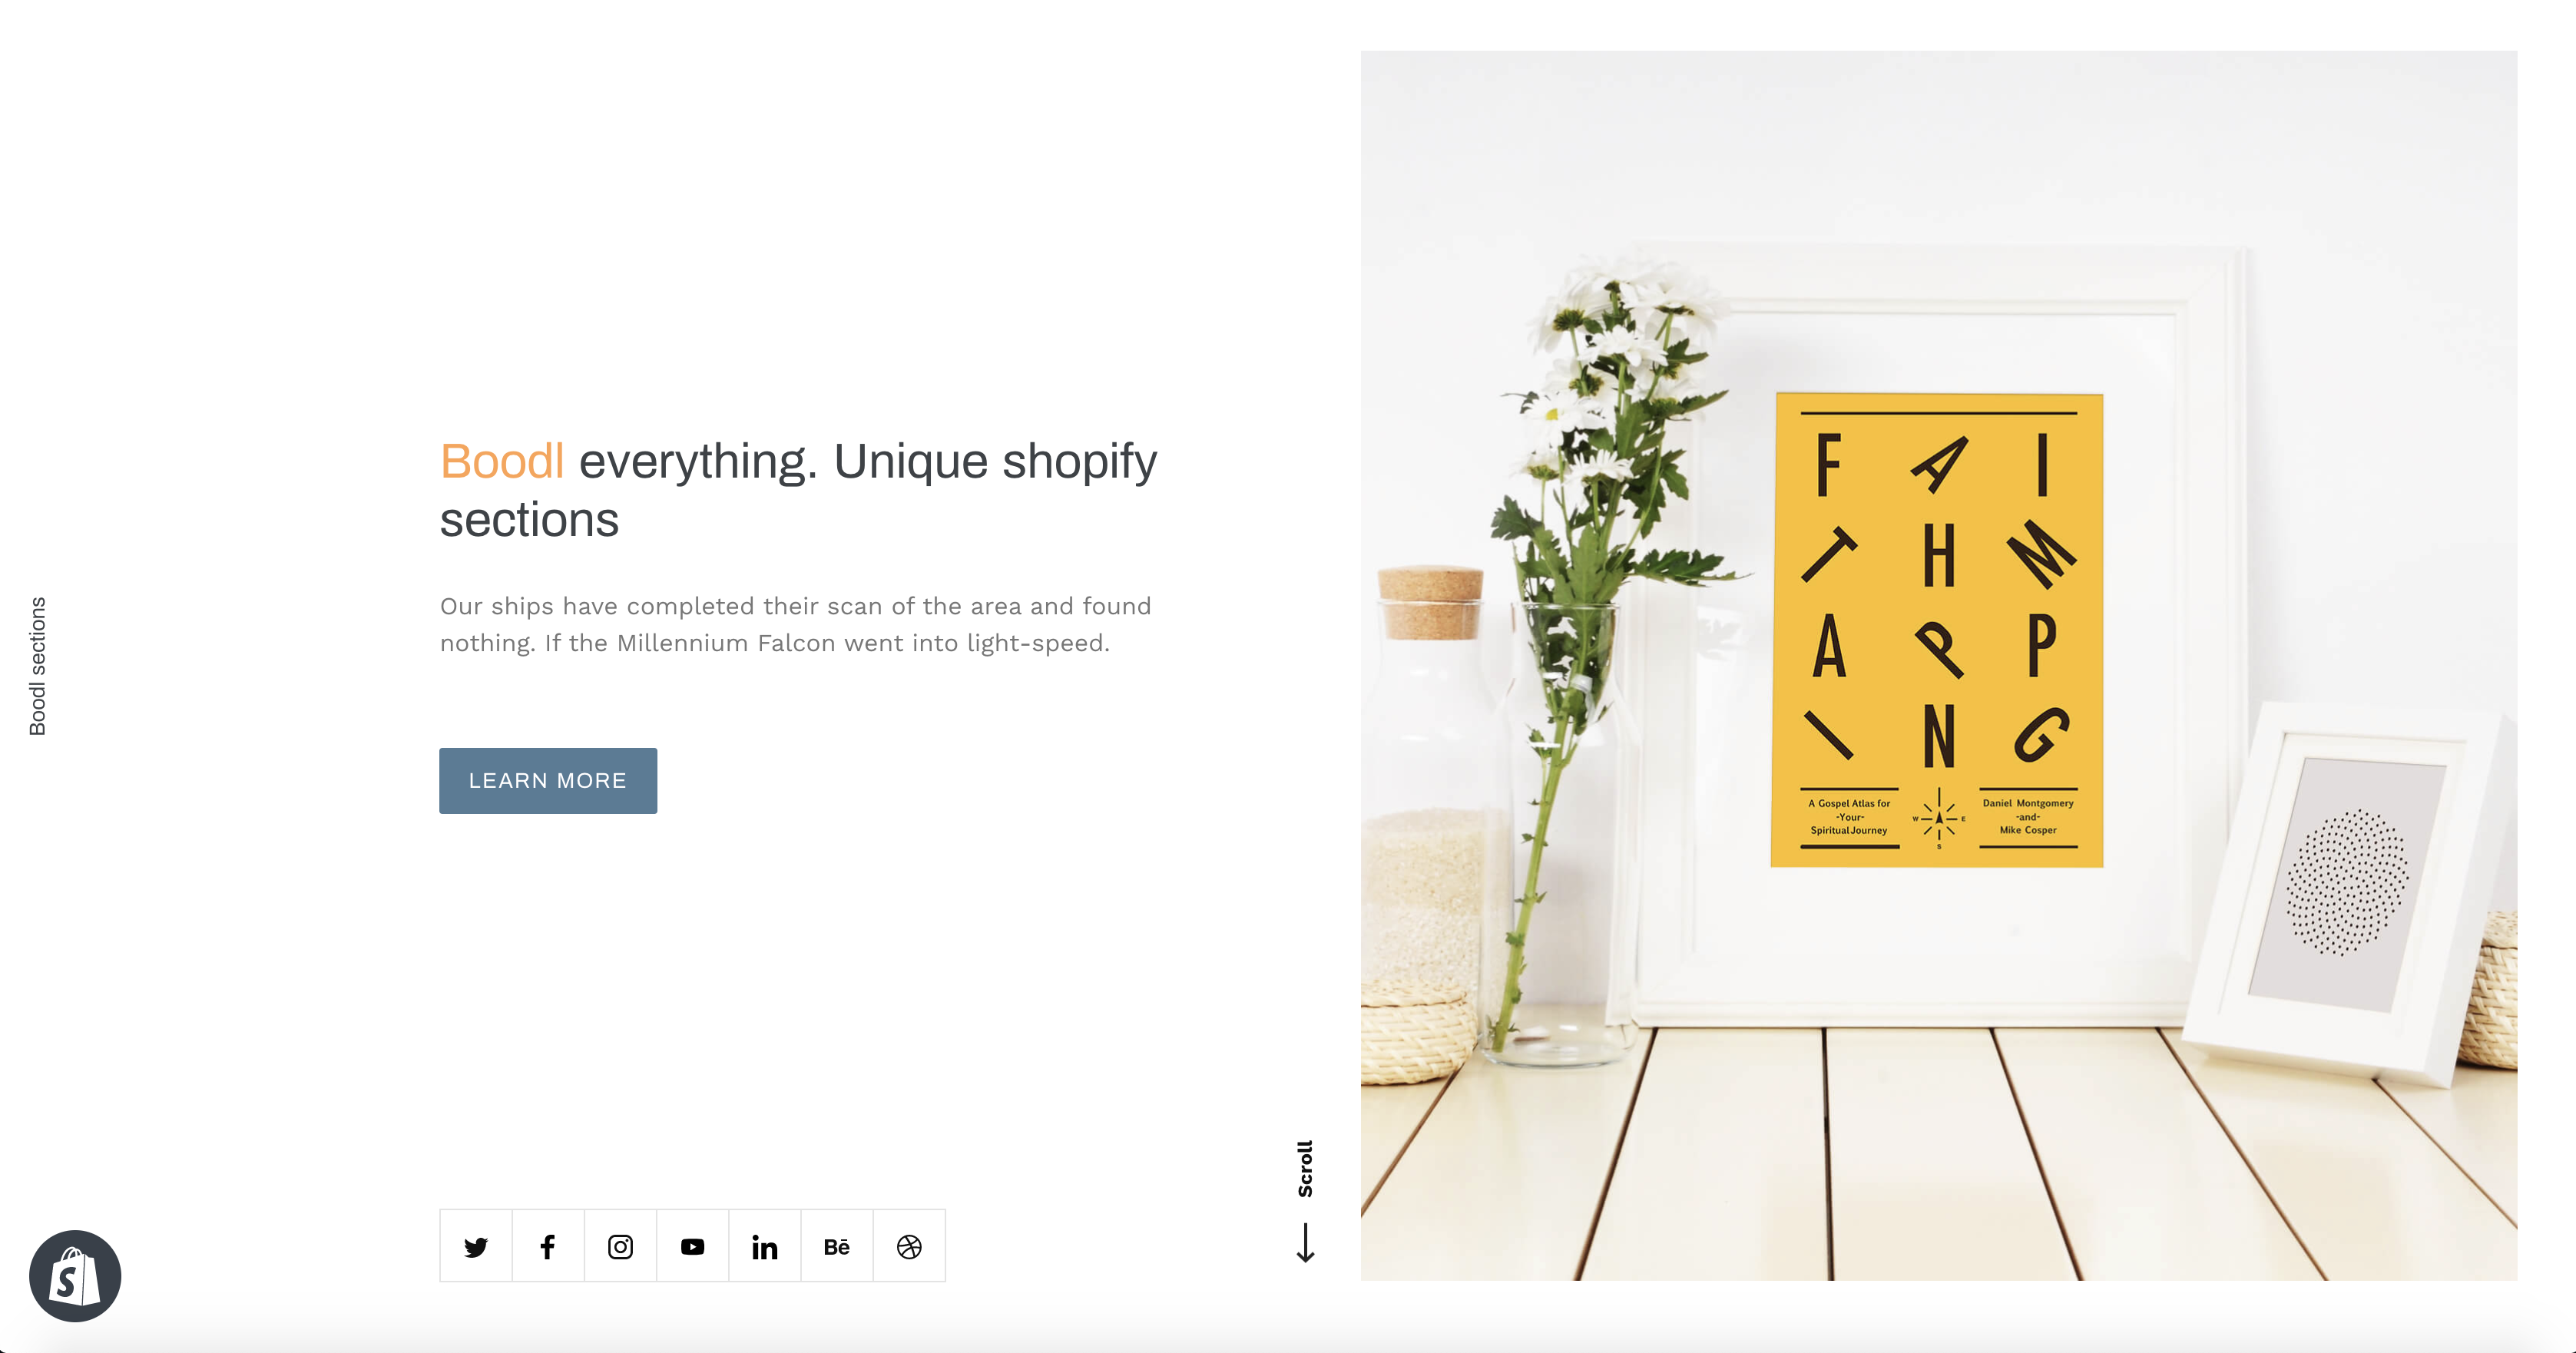 Boodl sections
Boodl everything. Unique shopify
sections
Our ships have completed their scan of the area and found
nothing. If the Millennium Falcon went into light-speed.
LEARN MORE
Bē
Scroll
F A I
T H M
A P P
I N G
A Gospel Atlas for
-Your-
Spiritual Journey
W E
S
Daniel Montgomery
-and-
Mike Cosper